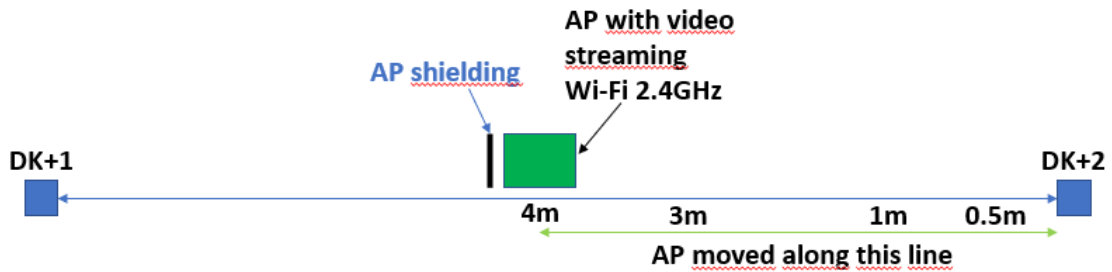 AP with video
streaming
Wi-Fi 2.4GHz
AP shielding
DK+1
DK+2
4m
3m
1m
0.5m
AP moved along this line